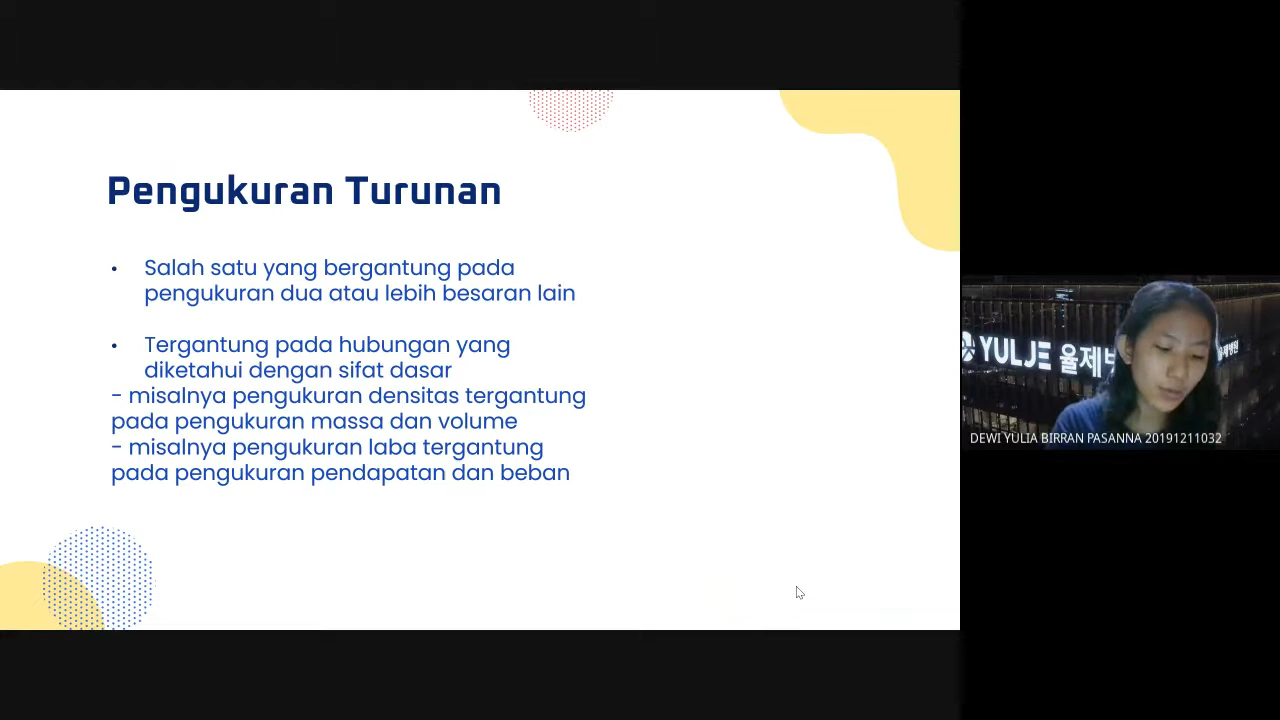 Pengukuran Turunan
• Salah satu yang bergantung pada
pengukuran dua atau lebih besaran lain
• Tergantung pada hubungan yang
diketahui dengan sifat dasar
- misalnya pengukuran densitas tergantung
pada pengukuran massa dan volume
- misalnya pengukuran laba tergantung
pada pengukuran pendapatan dan beban
YULJE 율제병
DEWI YULIA BIRRAN PASANNA 20191211032